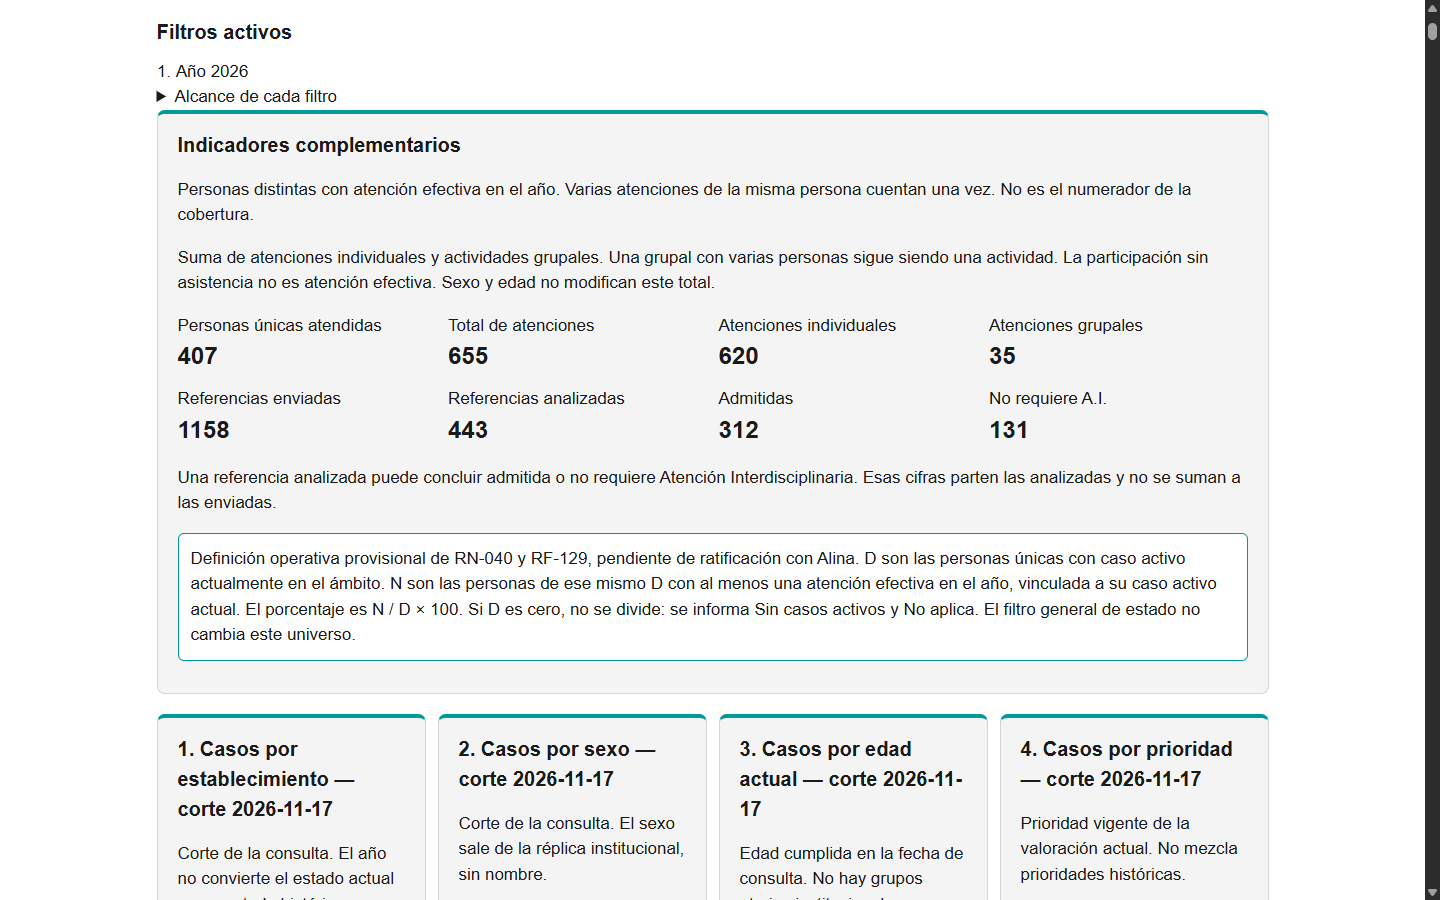 Filtros activos
1. Año 2026
Alcance de cada filtro
Indicadores complementarios
Personas distintas con atención efectiva en el año. Varias atenciones de la misma persona cuentan una vez. No es el numerador de la
cobertura.
Suma de atenciones individuales y actividades grupales. Una grupal con varias personas sigue siendo una actividad. La participación sin
asistencia no es atención efectiva. Sexo y edad no modifican este total.
Personas únicas atendidas
407
Total de atenciones
655
Atenciones individuales
620
Atenciones grupales
35
Referencias enviadas
1158
Referencias analizadas
443
Admitidas
312
No requiere A.I.
131
Una referencia analizada puede concluir admitida o no requiere Atención Interdisciplinaria. Esas cifras parten las analizadas y no se suman a
las enviadas.
Definición operativa provisional de RN-040 y RF-129, pendiente de ratificación con Alina. D son las personas únicas con caso activo
actualmente en el ámbito. N son las personas de ese mismo D con al menos una atención efectiva en el año, vinculada a su caso activo
actual. El porcentaje es N / D × 100. Si D es cero, no se divide: se informa Sin casos activos y No aplica. El filtro general de estado no
cambia este universo.
1. Casos por
establecimiento —
corte 2026-11-17
Corte de la consulta. El año
no convierte el estado actual
2. Casos por sexo —
corte 2026-11-17
Corte de la consulta. El sexo
sale de la réplica institucional,
sin nombre.
3. Casos por edad
actual — corte 2026-11-
17
Edad cumplida en la fecha de
consulta. No hay grupos
4. Casos por prioridad
— corte 2026-11-17
Prioridad vigente de la
valoración actual. No mezcla
prioridades históricas.